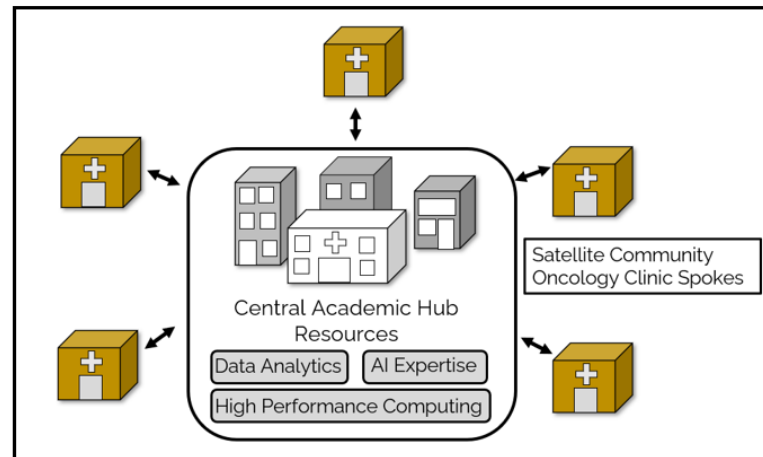 Satellite Community
Oncology Clinic Spokes
Central Academic Hub
Resources
Data Analytics
AI Expertise
High Performance Computing